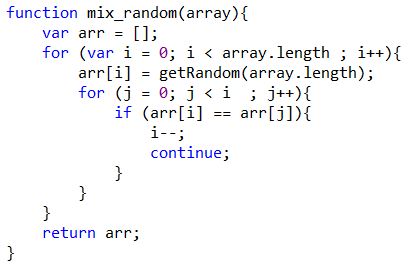 function mix_random(array){
    var arr = [];
    for (var i = 0; i < array.length ; i++){
        arr[i] = getRandom(array.length);
        for (j = 0; j < i  ; j++){
            if (arr[i] == arr[j]){
                i--;
                continue;
            }
        }
    }
    return arr;
}